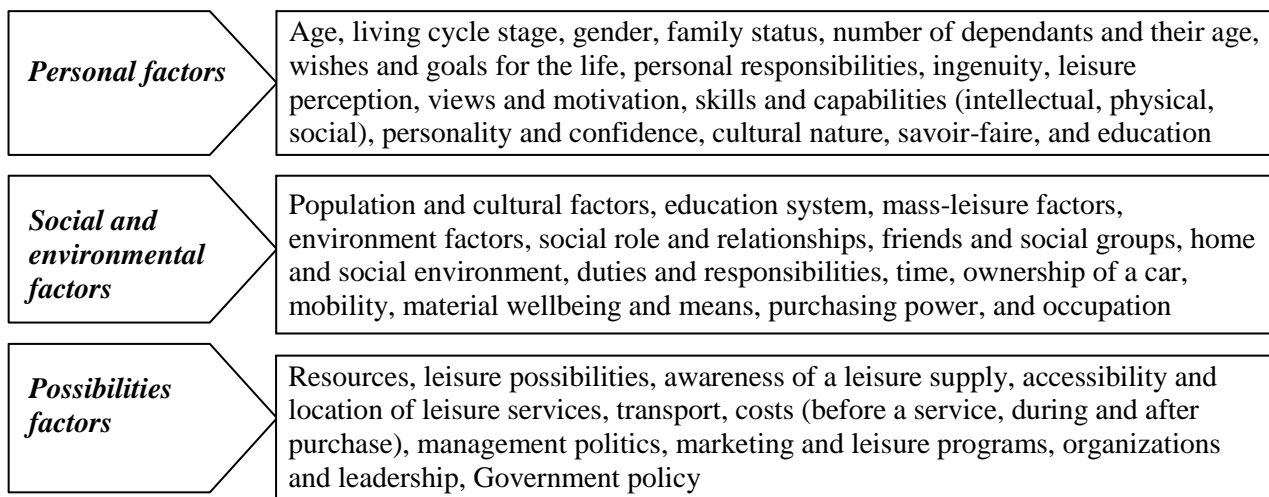 Personal factors
Age, living cycle stage, gender, family status, number of dependants and their age,
wishes and goals for the life, personal responsibilities, ingenuity, leisure
perception, views and motivation, skills and capabilities (intellectual, physical,
social), personality and confidence, cultural nature, savoir-faire, and education
Social and
environmental
factors
Population and cultural factors, education system, mass-leisure factors,
environment factors, social role and relationships, friends and social groups, home
and social environment, duties and responsibilities, time, ownership of a car,
mobility, material wellbeing and means, purchasing power, and occupation
Possibilities
factors
Resources, leisure possibilities, awareness of a leisure supply, accessibility and
location of leisure services, transport, costs (before a service, during and after
purchase), management politics, marketing and leisure programs, organizations
and leadership, Government policy